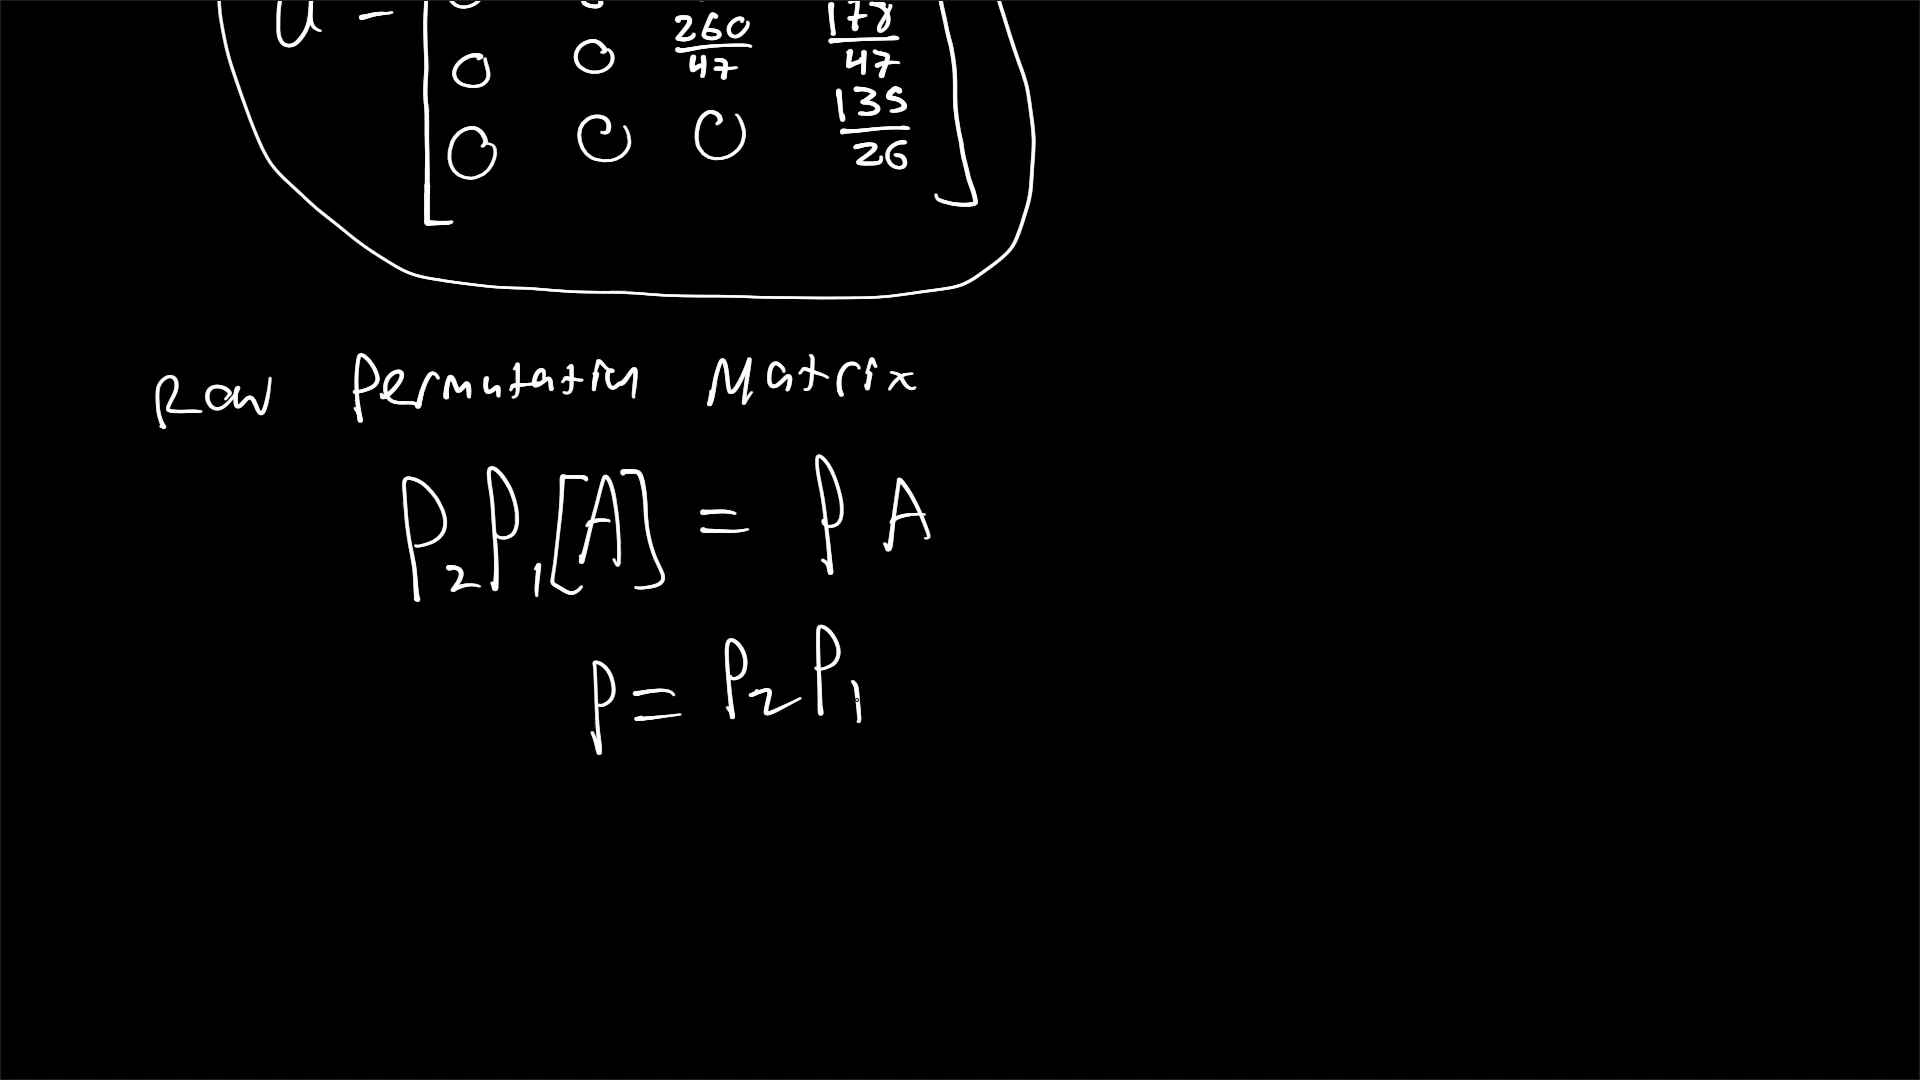 U = [
0 0 260/47 178/47
0 0 0 135/26 ]
Row Permutation Matrix
P₂P₁[A] = PA
P = P₂P₁